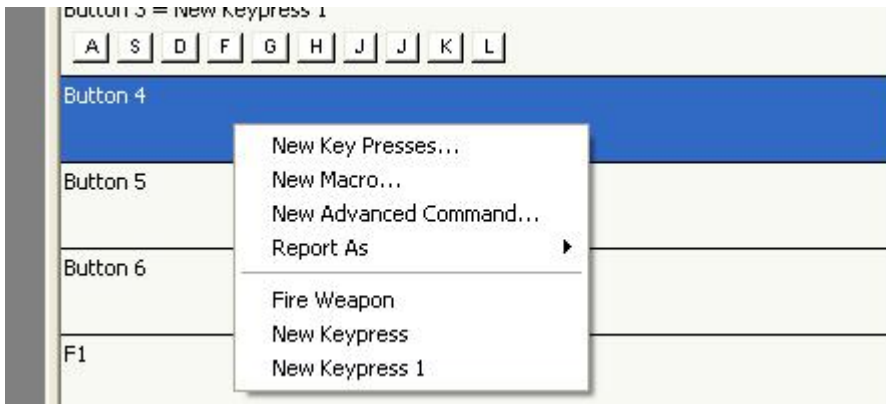 Button 3 = New Keypress 1
A S D F G H J J K L
Button 4
New Key Presses...
New Macro...
Button 5
New Advanced Command...
Report As
Button 6
Fire Weapon
New Keypress
F1
New Keypress 1